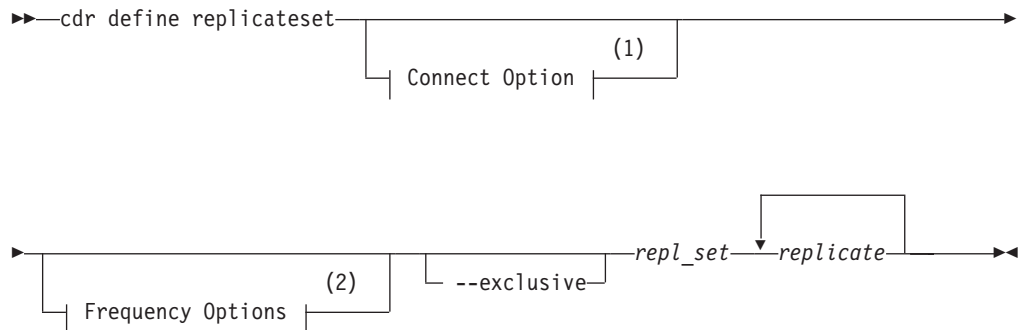 cdr define replicateset
(1)
Connect Option
repl_set replicate
(2)
--exclusive
Frequency Options